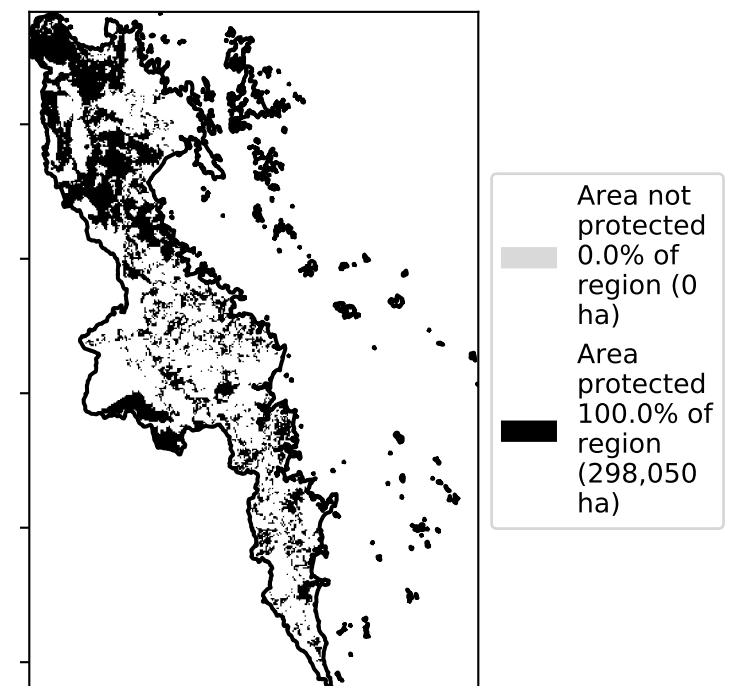 Area not
protected
0.0% of
region (0
ha)
Area
protected
100.0% of
region
(298,050
ha)